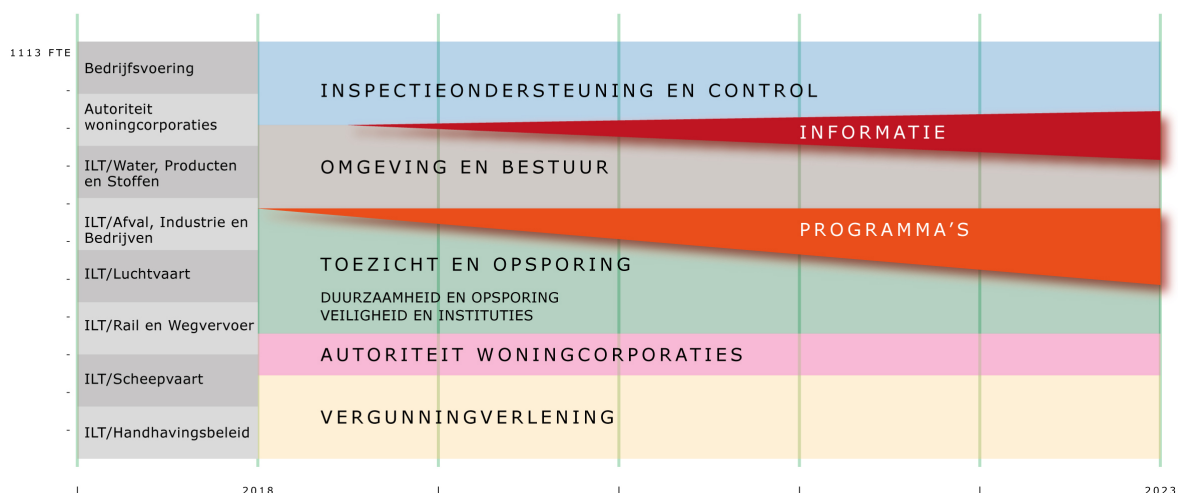 1113 FTE
Bedrijfsvoering
Autoriteit
woningcorporaties
ILT/Water, Producten
en Stoffen
ILT/Afval, Industrie en
Bedrijven
ILT/Luchtvaart
ILT/Rail en Wegvervoer
ILT/Scheepvaart
ILT/Handhavingsbeleid
INSPECTIEONDERSTEUNING EN CONTROL
INFORMATIE
OMGEVING EN BESTUUR
PROGRAMMA’S
TOEZICHT EN OPSPORING
DUURZAAMHEID EN OPSPORING
VEILIGHEID EN INSTITUTIES
AUTORITEIT WONINGCORPORATIES
VERGUNNINGVERLENING
2018
2023